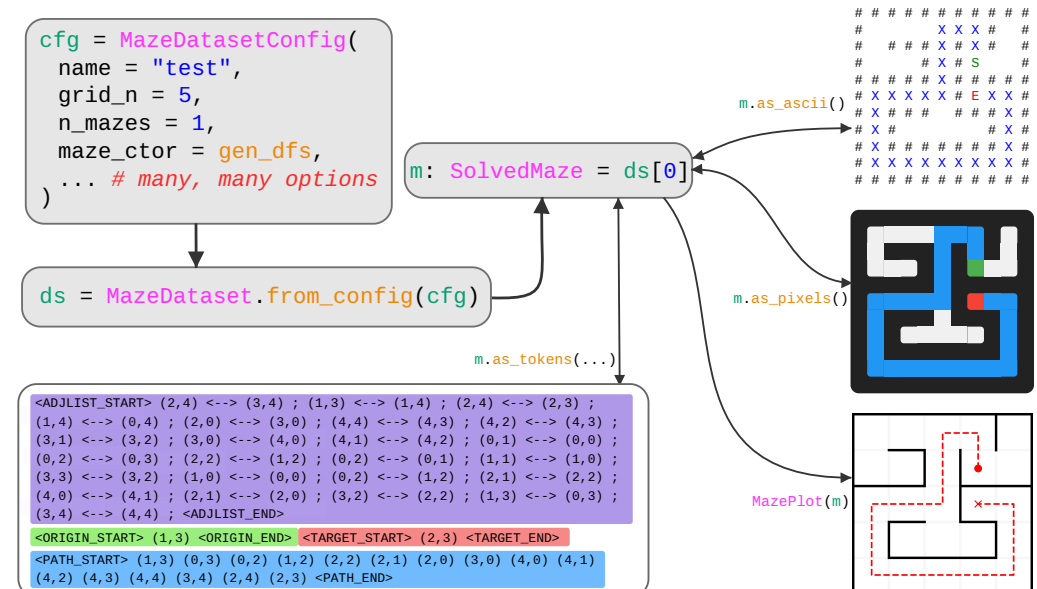 cfg = MazeDatasetConfig(
name = "test",
grid_n = 5,
n_mazes = 1,
maze_ctor = gen_dfs,
... # many, many options
)
ds = MazeDataset.from_config(cfg)
m: SolvedMaze = ds[0]
m.as_ascii()
# # # # # # # # # # #
#         X X X #   #
#   # # # X # X #   #
#       # X # S     #
# # # # # X # # # # #
# X X X X X # E X X #
# X # # #   # # # X #
# X #           # X #
# X # # # # # # # X #
# X X X X X X X X X #
# # # # # # # # # # #
m.as_pixels()
m.as_tokens(...)
<ADJLIST_START> (2,4) <--> (3,4) ; (1,3) <--> (1,4) ; (2,4) <--> (2,3) ;
(1,4) <--> (0,4) ; (2,0) <--> (3,0) ; (4,4) <--> (4,3) ; (4,2) <--> (4,3) ;
(3,1) <--> (3,2) ; (3,0) <--> (4,0) ; (4,1) <--> (4,2) ; (0,1) <--> (0,0) ;
(0,2) <--> (0,3) ; (2,2) <--> (1,2) ; (0,2) <--> (0,1) ; (1,1) <--> (1,0) ;
(3,3) <--> (3,2) ; (1,0) <--> (0,0) ; (0,2) <--> (1,2) ; (2,1) <--> (2,2) ;
(4,0) <--> (4,1) ; (2,1) <--> (2,0) ; (3,2) <--> (2,2) ; (1,3) <--> (0,3) ;
(3,4) <--> (4,4) ; <ADJLIST_END>
<ORIGIN_START> (1,3) <ORIGIN_END> <TARGET_START> (2,3) <TARGET_END>
<PATH_START> (1,3) (0,3) (0,2) (1,2) (2,2) (2,1) (2,0) (3,0) (4,0) (4,1)
(4,2) (4,3) (4,4) (3,4) (2,4) (2,3) <PATH_END>
MazePlot(m)